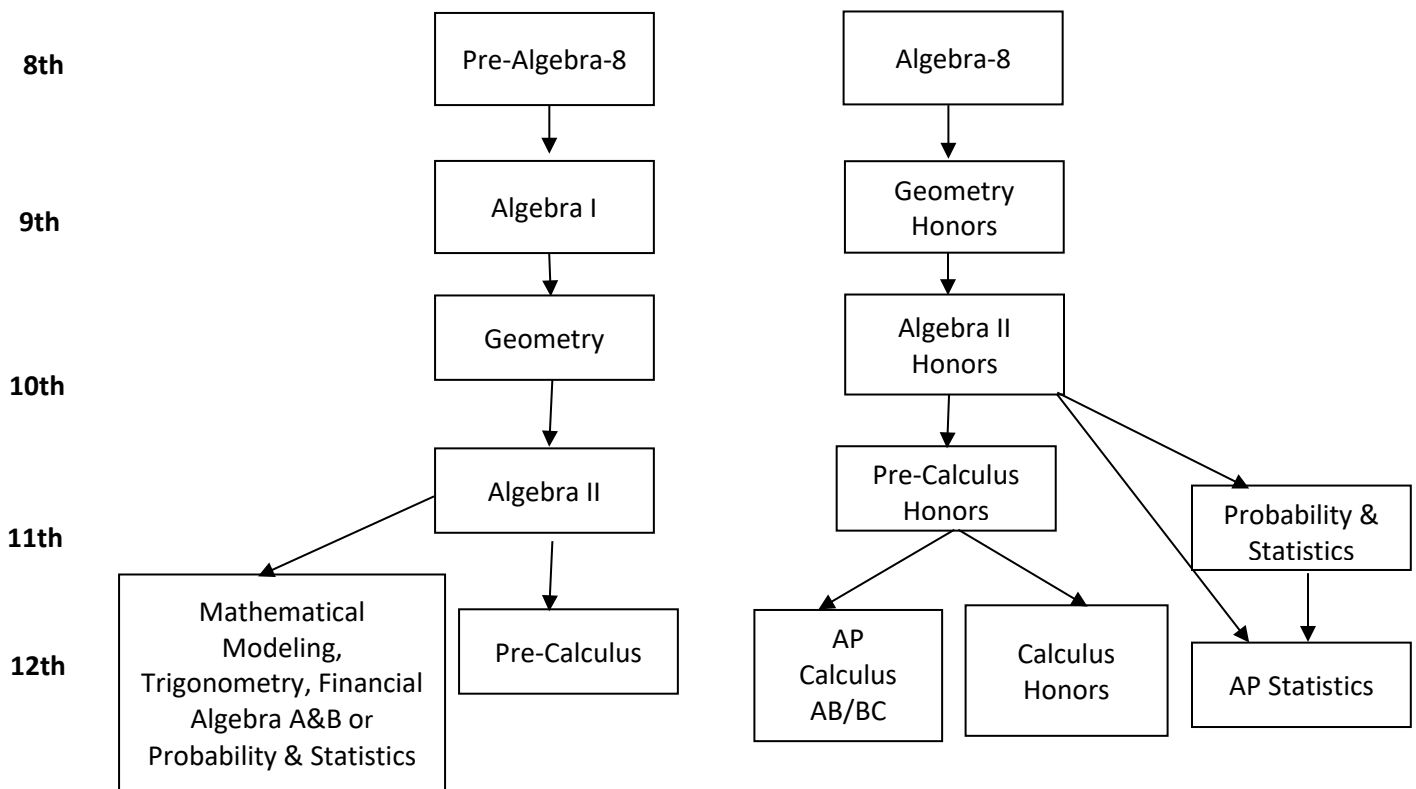 8th
Pre-Algebra-8
Algebra-8
9th
Algebra I
Geometry
Honors
Geometry
Algebra II
Honors
10th
Algebra II
Pre-Calculus
Honors
Probability &
Statistics
11th
Mathematical
Modeling,
Trigonometry, Financial
Algebra A&B or
Probability & Statistics
Pre-Calculus
AP
Calculus
AB/BC
Calculus
Honors
AP Statistics
12th